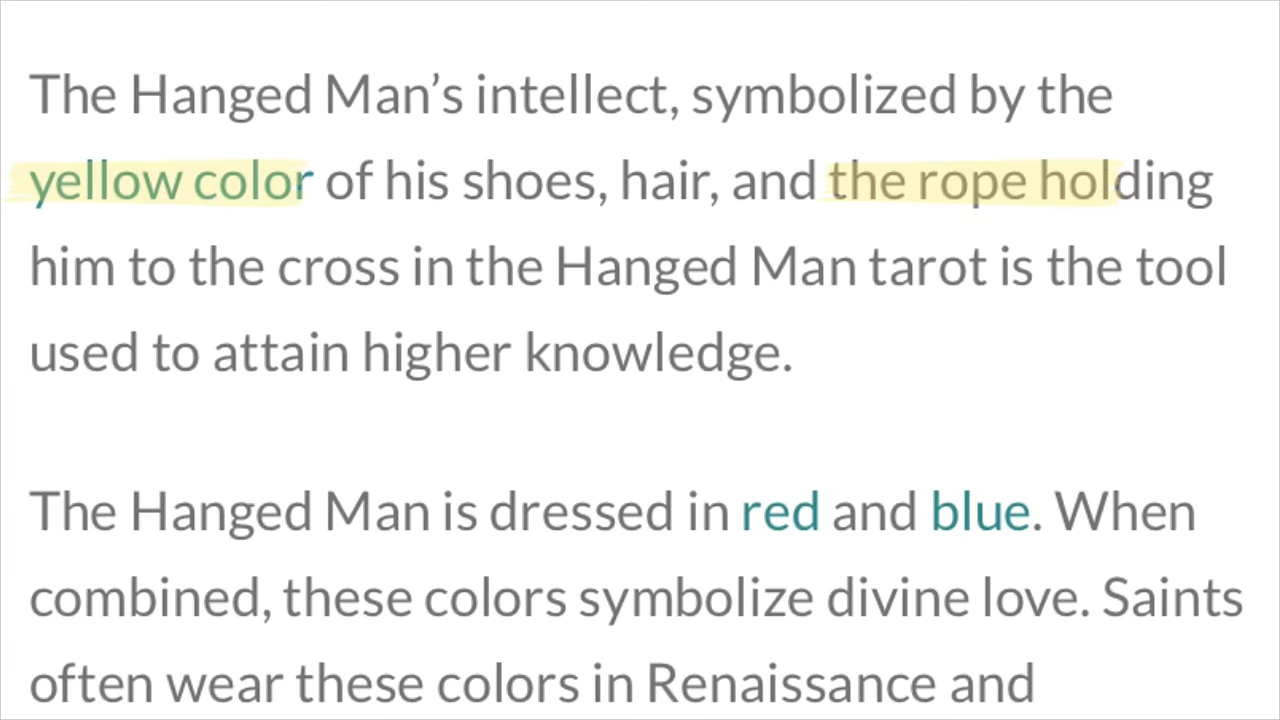 The Hanged Man’s intellect, symbolized by the
yellow color of his shoes, hair, and the rope holding
him to the cross in the Hanged Man tarot is the tool
used to attain higher knowledge.
The Hanged Man is dressed in red and blue. When
combined, these colors symbolize divine love. Saints
often wear these colors in Renaissance and